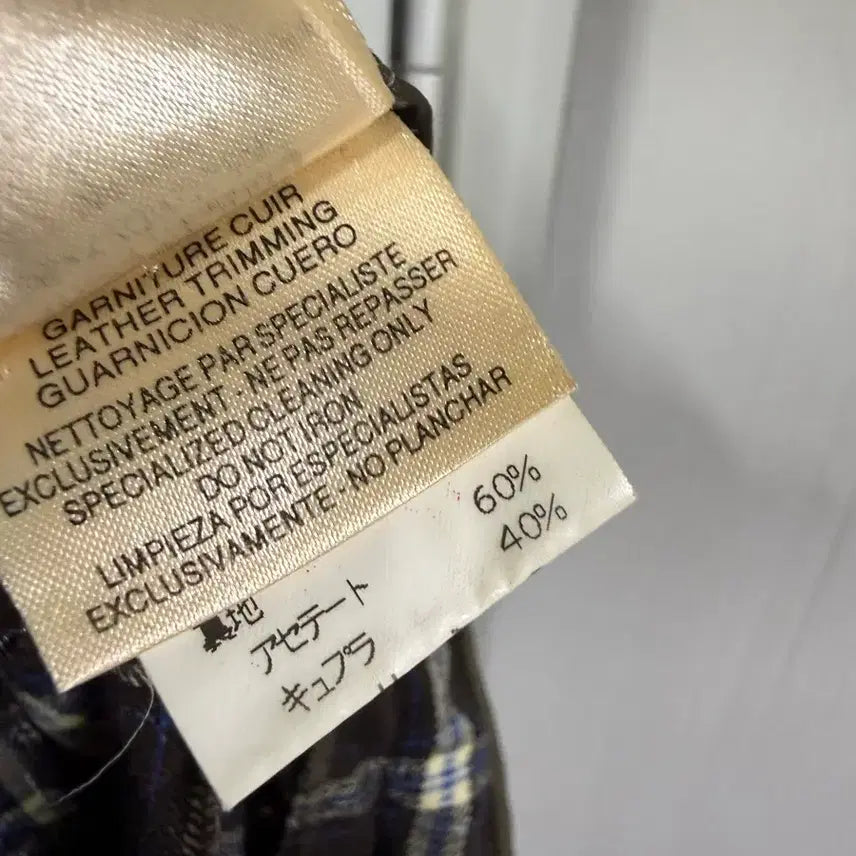 GARNITURE CUIR
LEATHER TRIMMING
GUARNICION CUERO
NETTOYAGE PAR SPECIALISTE
EXCLUSIVEMENT - NE PAS REPASSER
SPECIALIZED CLEANING ONLY
DO NOT IRON
LIMPIEZA POR ESPECIALISTAS
EXCLUSIVAMENTE - NO PLANCHAR
地
アセテート 60%
キュプラ 40%